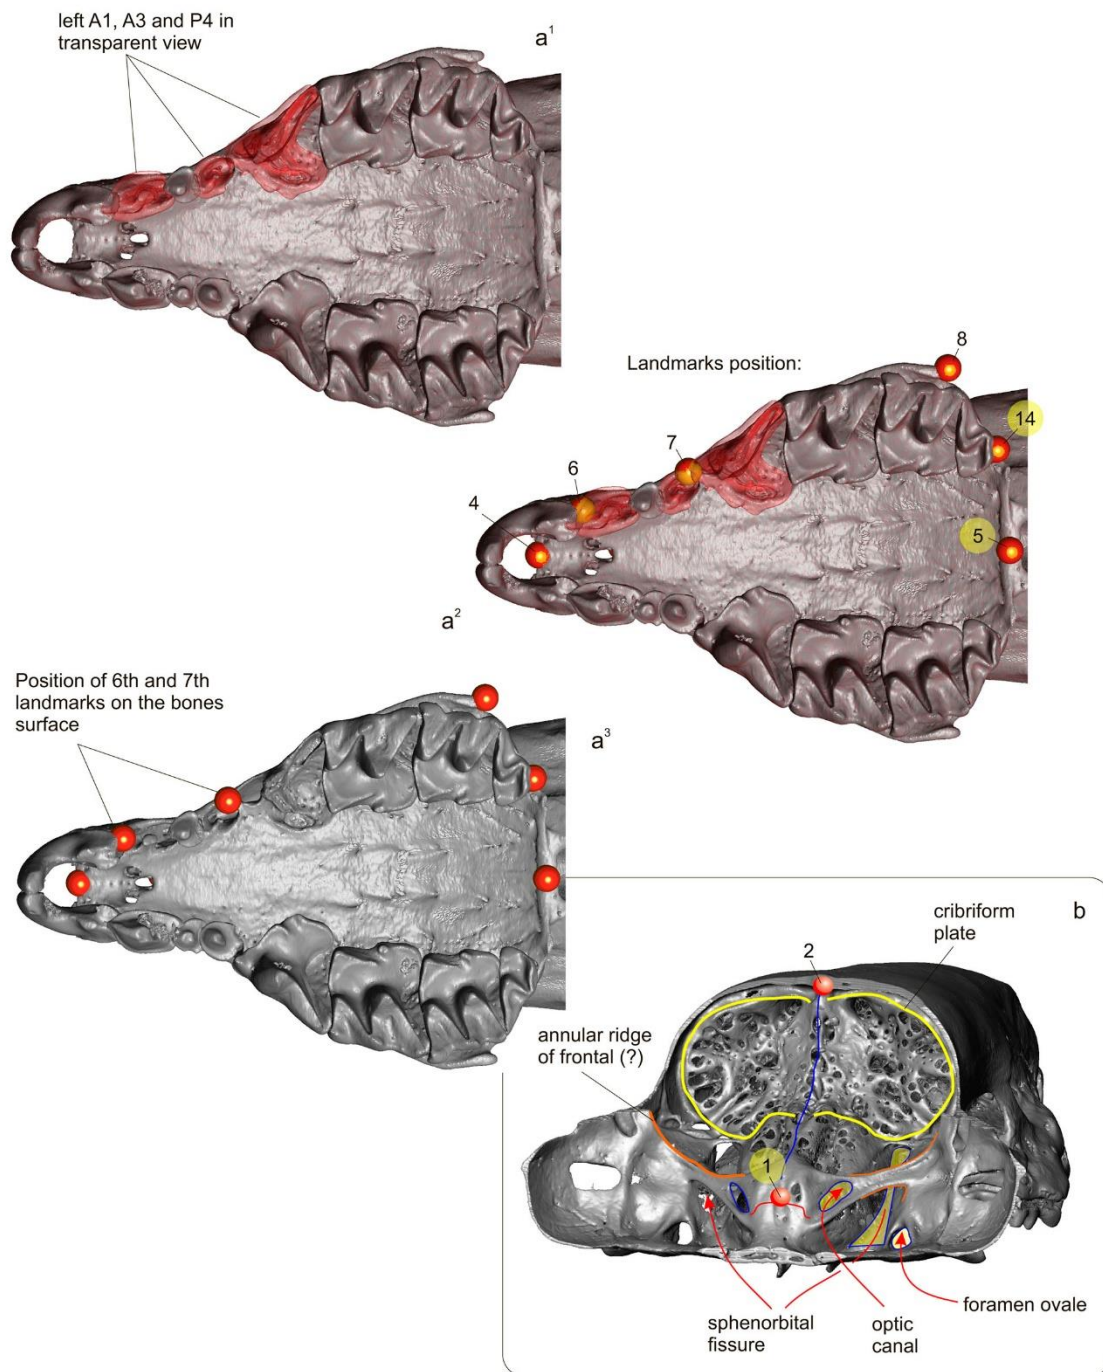 left A1, A3 and P4 in
transparent view
a1
Landmarks position:
8
14
7
6
4
5
a2
Position of 6th and 7th
landmarks on the bones
surface
a3
b
cribriform
plate
2
annular ridge
of frontal (?)
1
foramen ovale
sphenorbital
fissure
optic
canal